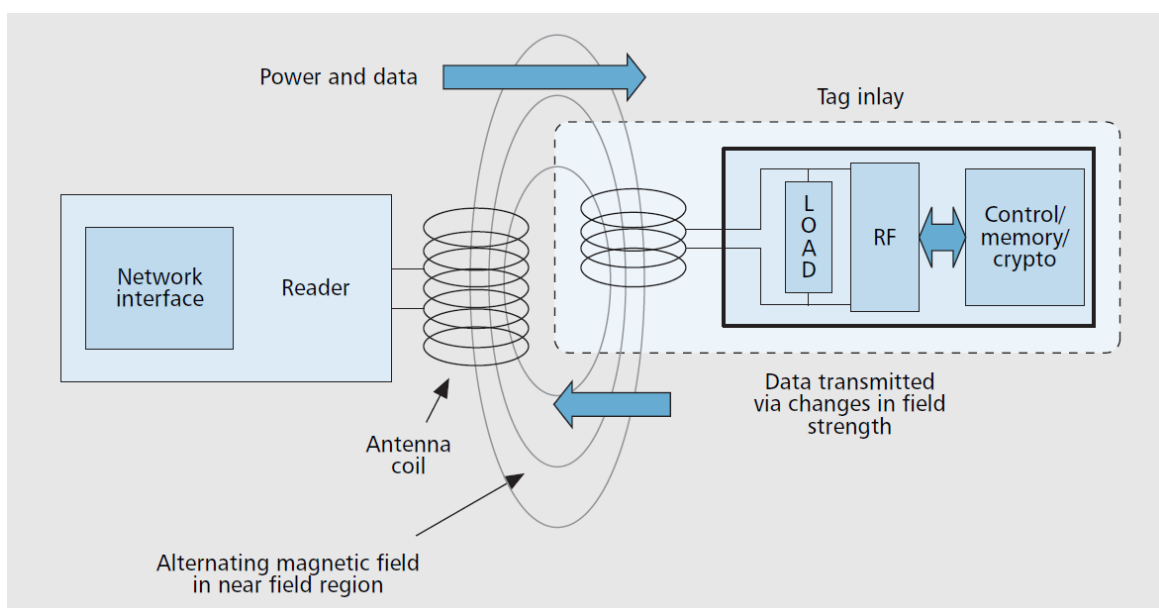 Power and data
Tag inlay
Network
interface
Reader
LOAD
RF
Control/
memory/
crypto
Antenna
coil
Data transmitted
via changes in field
strength
Alternating magnetic field
in near field region